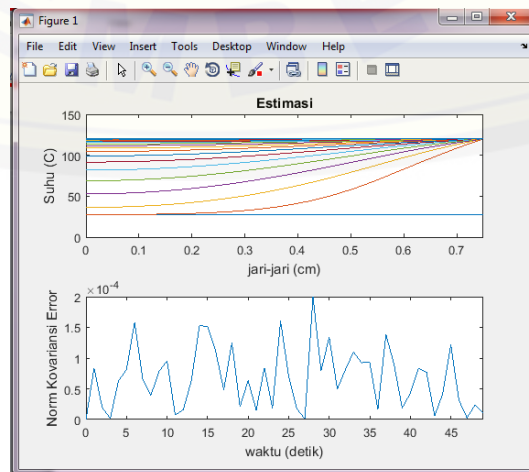 Figure 1
File Edit View Insert Tools Desktop Window Help
Estimasi
150
100
50
0
Suhu (C)
0 0.1 0.2 0.3 0.4 0.5 0.6 0.7
jari-jari (cm)
×10-4
2
1.5
1
0.5
0
Norm Kovariansi Error
0 5 10 15 20 25 30 35 40 45
waktu (detik)